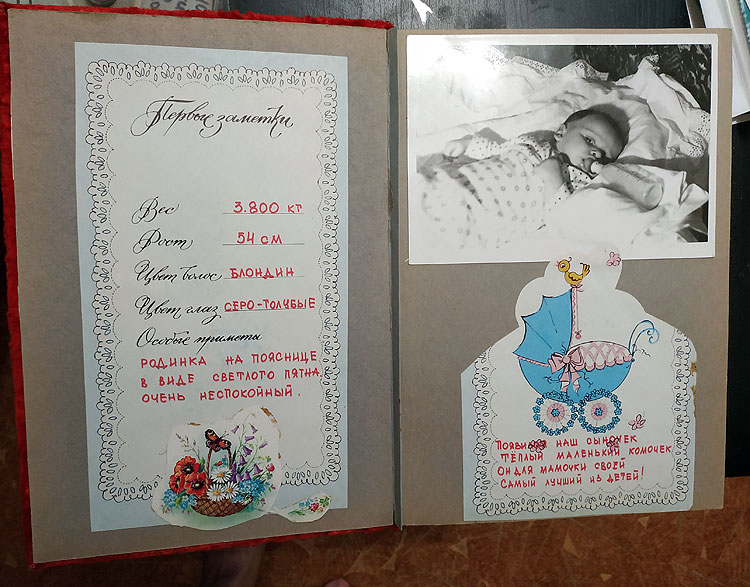 Первые заметки
Вес 3.800 кг
Рост 54 см
Цвет волос БЛОНДИН
Цвет глаз СЕРО-ГОЛУБЫЕ
Особые приметы
РОДИНКА НА ПОЯСНИЦЕ
В ВИДЕ СВЕТЛОГО ПЯТНА.
ОЧЕНЬ НЕСПОКОЙНЫЙ.
ПОЯВИЛСЯ НАШ СЫНОЧЕК
ТЁПЛЫЙ МАЛЕНЬКИЙ КОМОЧЕК
ОН ДЛЯ МАМОЧКИ СВОЕЙ
САМЫЙ ЛУЧШИЙ ИЗ ДЕТЕЙ!